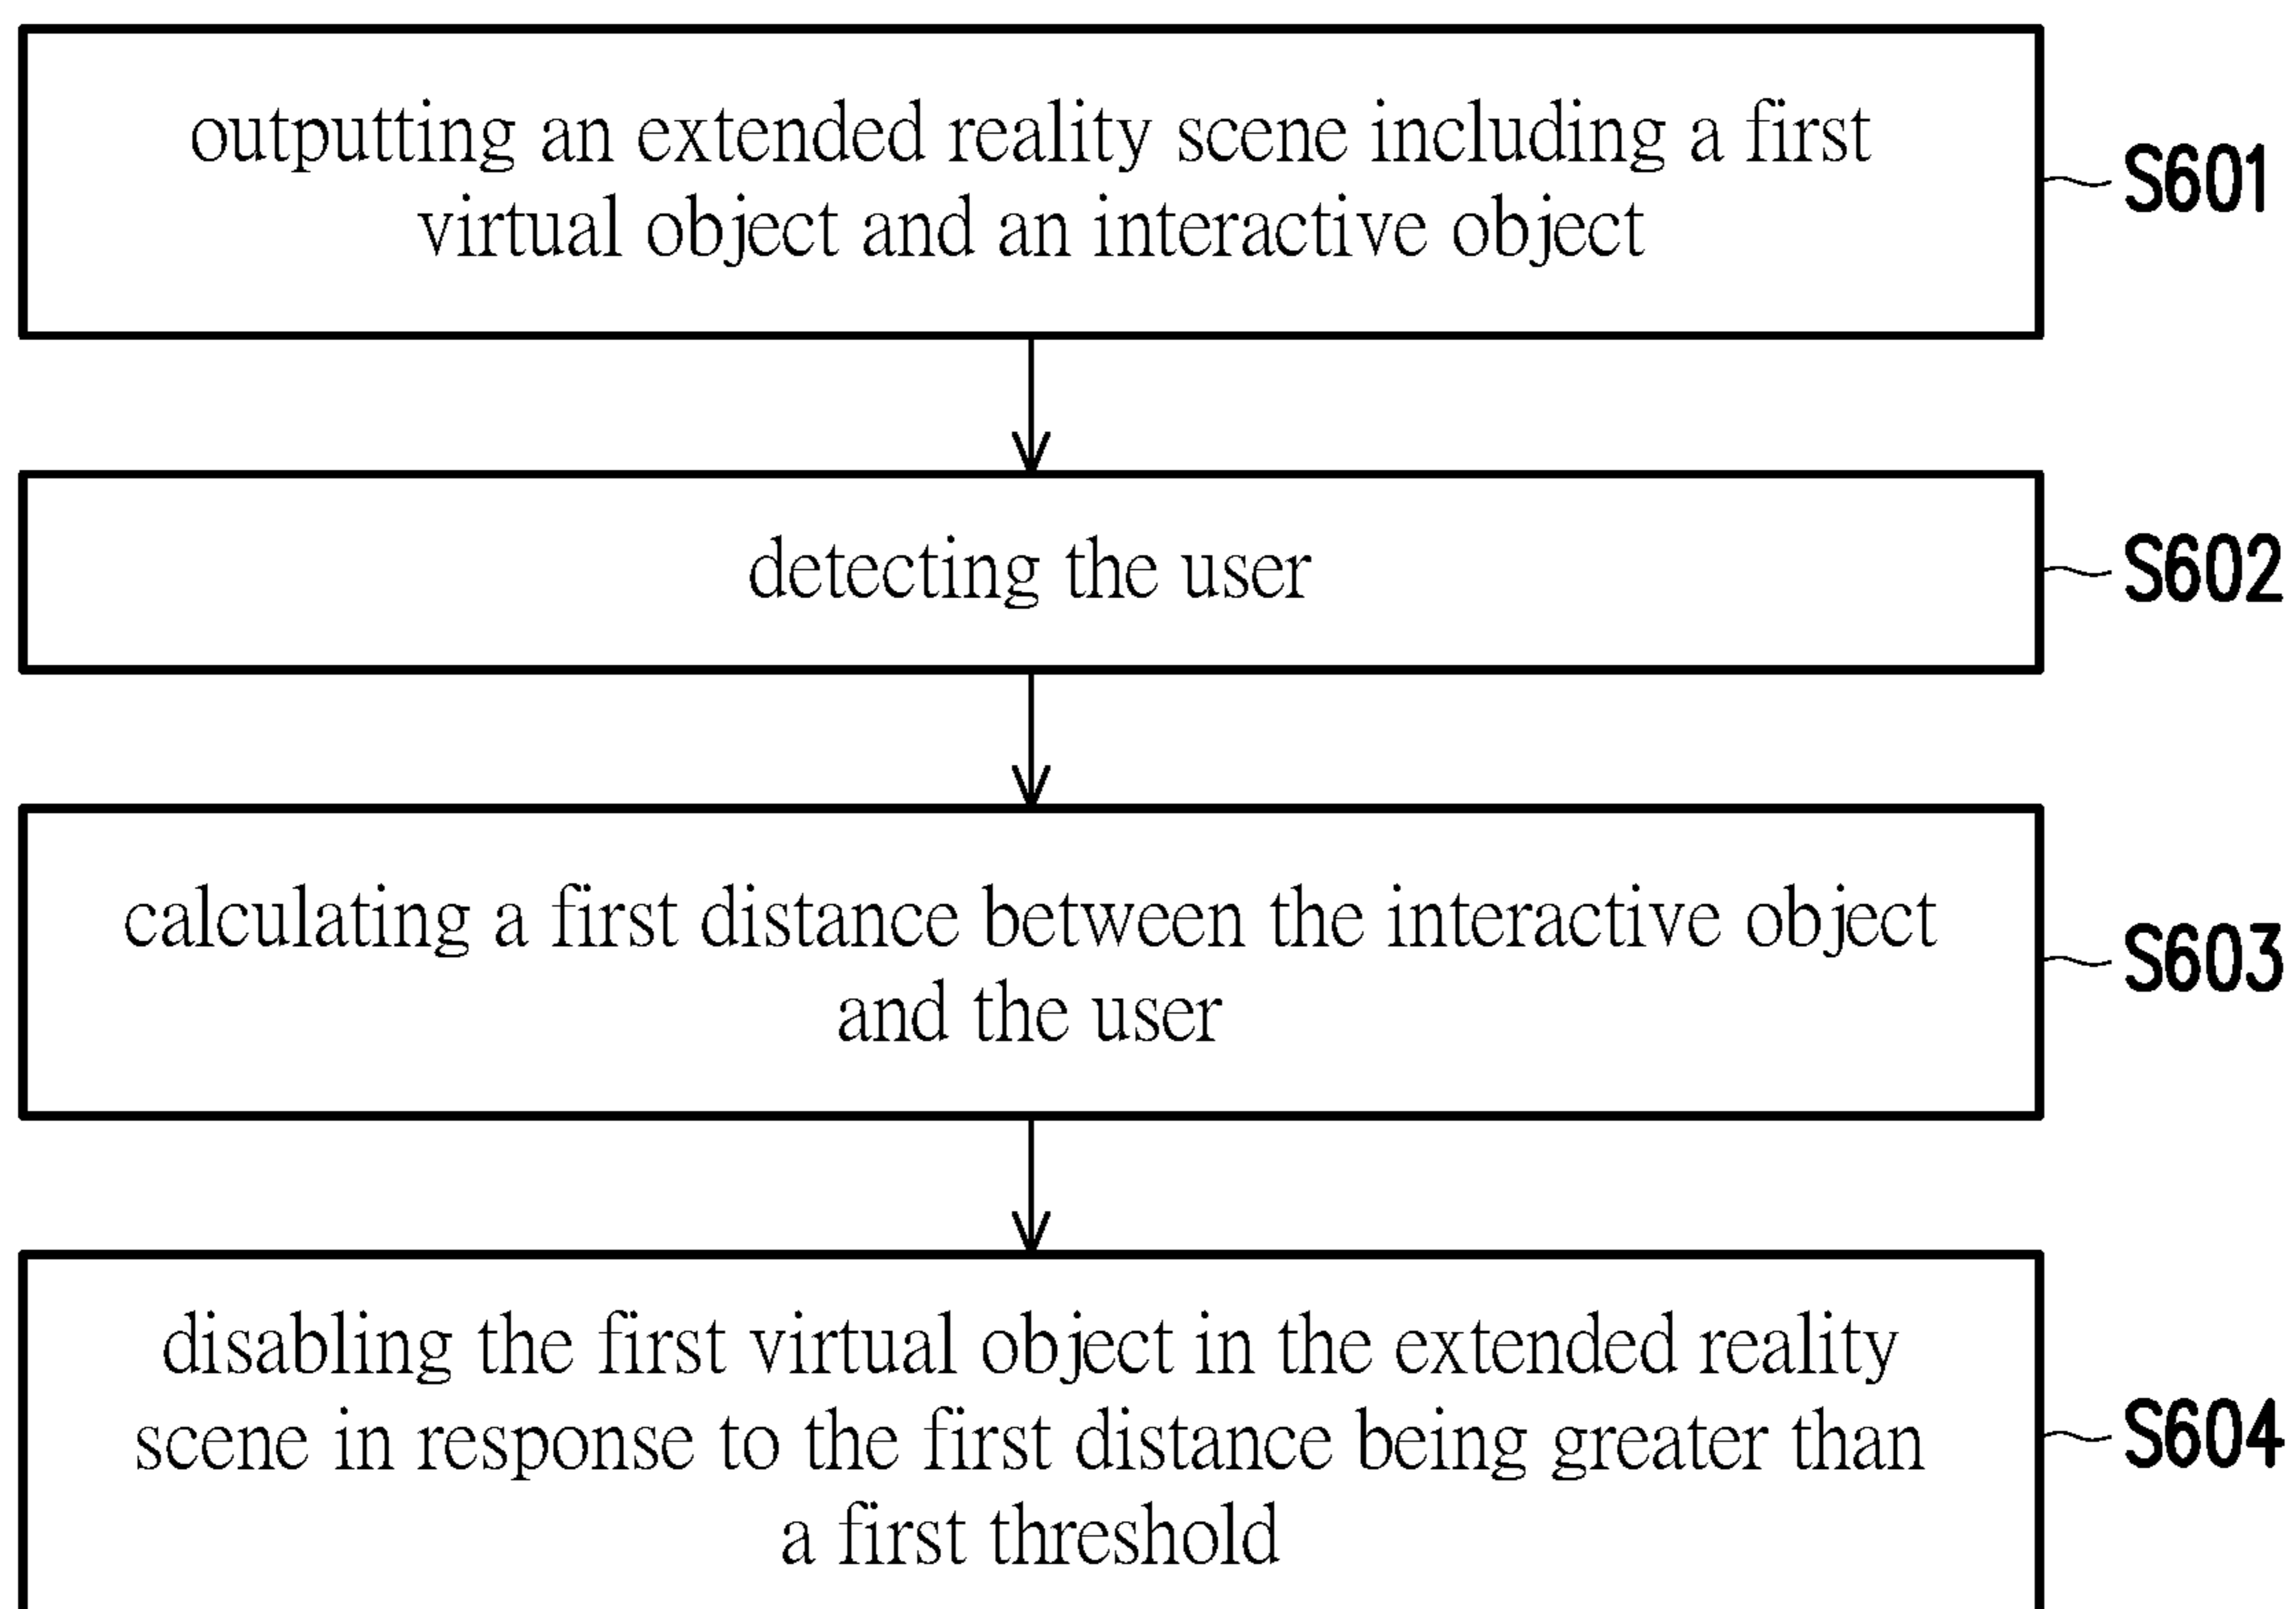 outputting an extended reality scene including a first
virtual object and an interactive object
S601
detecting the user
S602
calculating a first distance between the interactive object
and the user
S603
disabling the first virtual object in the extended reality
scene in response to the first distance being greater than
a first threshold
S604